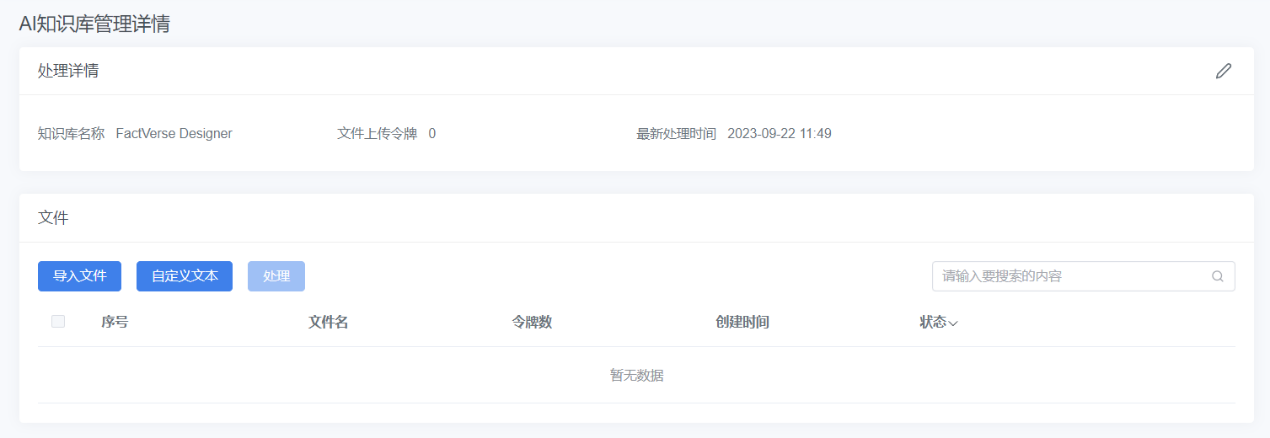 AI知识库管理详情
处理详情
知识库名称 FactVerse Designer 文件上传令牌 0 最新处理时间 2023-09-22 11:49
文件
导入文件 自定义文本 处理 请输入要搜索的内容
序号 文件名 令牌数 创建时间 状态
暂无数据